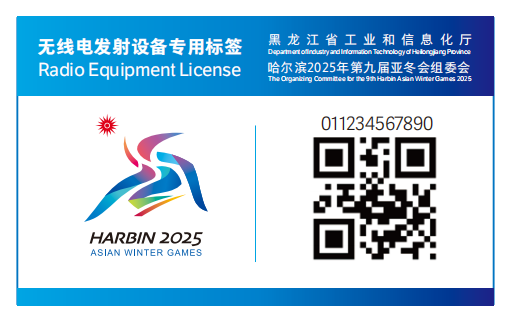 无线电发射设备专用标签
Radio Equipment License
黑龙江省工业和信息化厅
Department of Industry and Information Technology of Heilongjiang Province
哈尔滨2025年第九届亚冬会组委会
The Organizing Committee for the 9th Harbin Asian Winter Games 2025
011234567890
HARBIN 2025
ASIAN WINTER GAMES